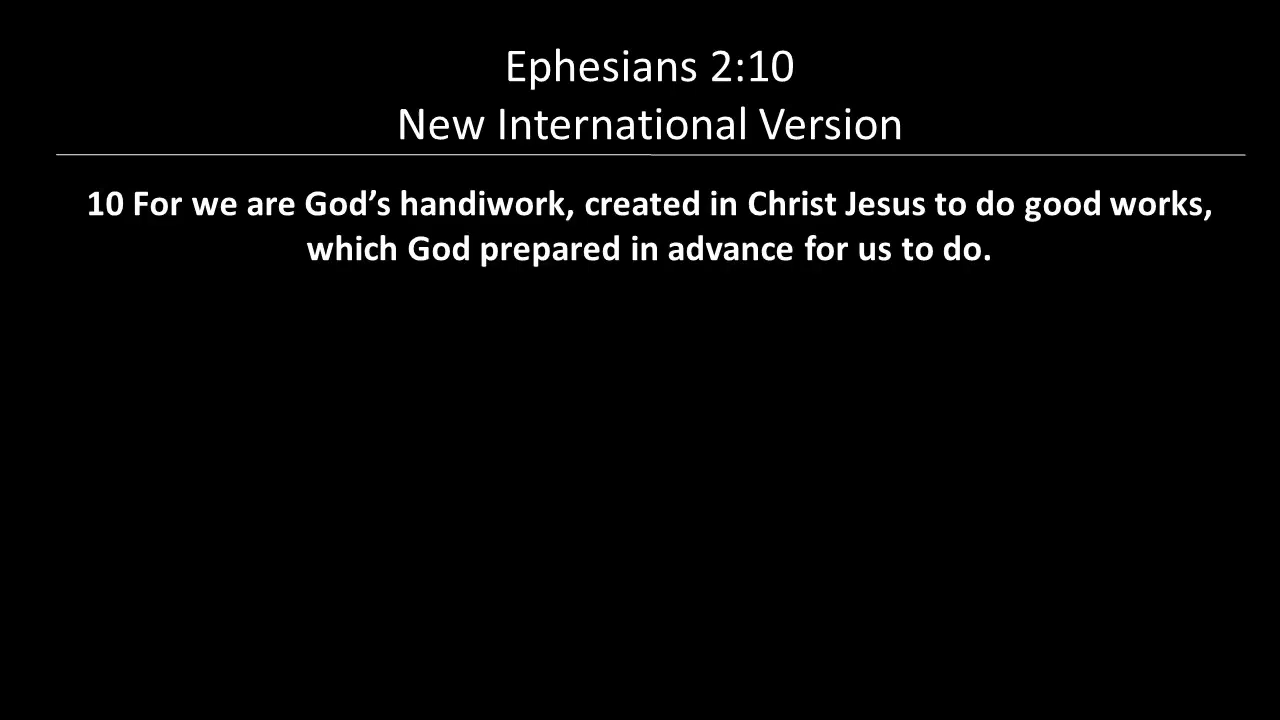 Ephesians 2:10
New International Version
10 For we are God’s handiwork, created in Christ Jesus to do good works,
which God prepared in advance for us to do.